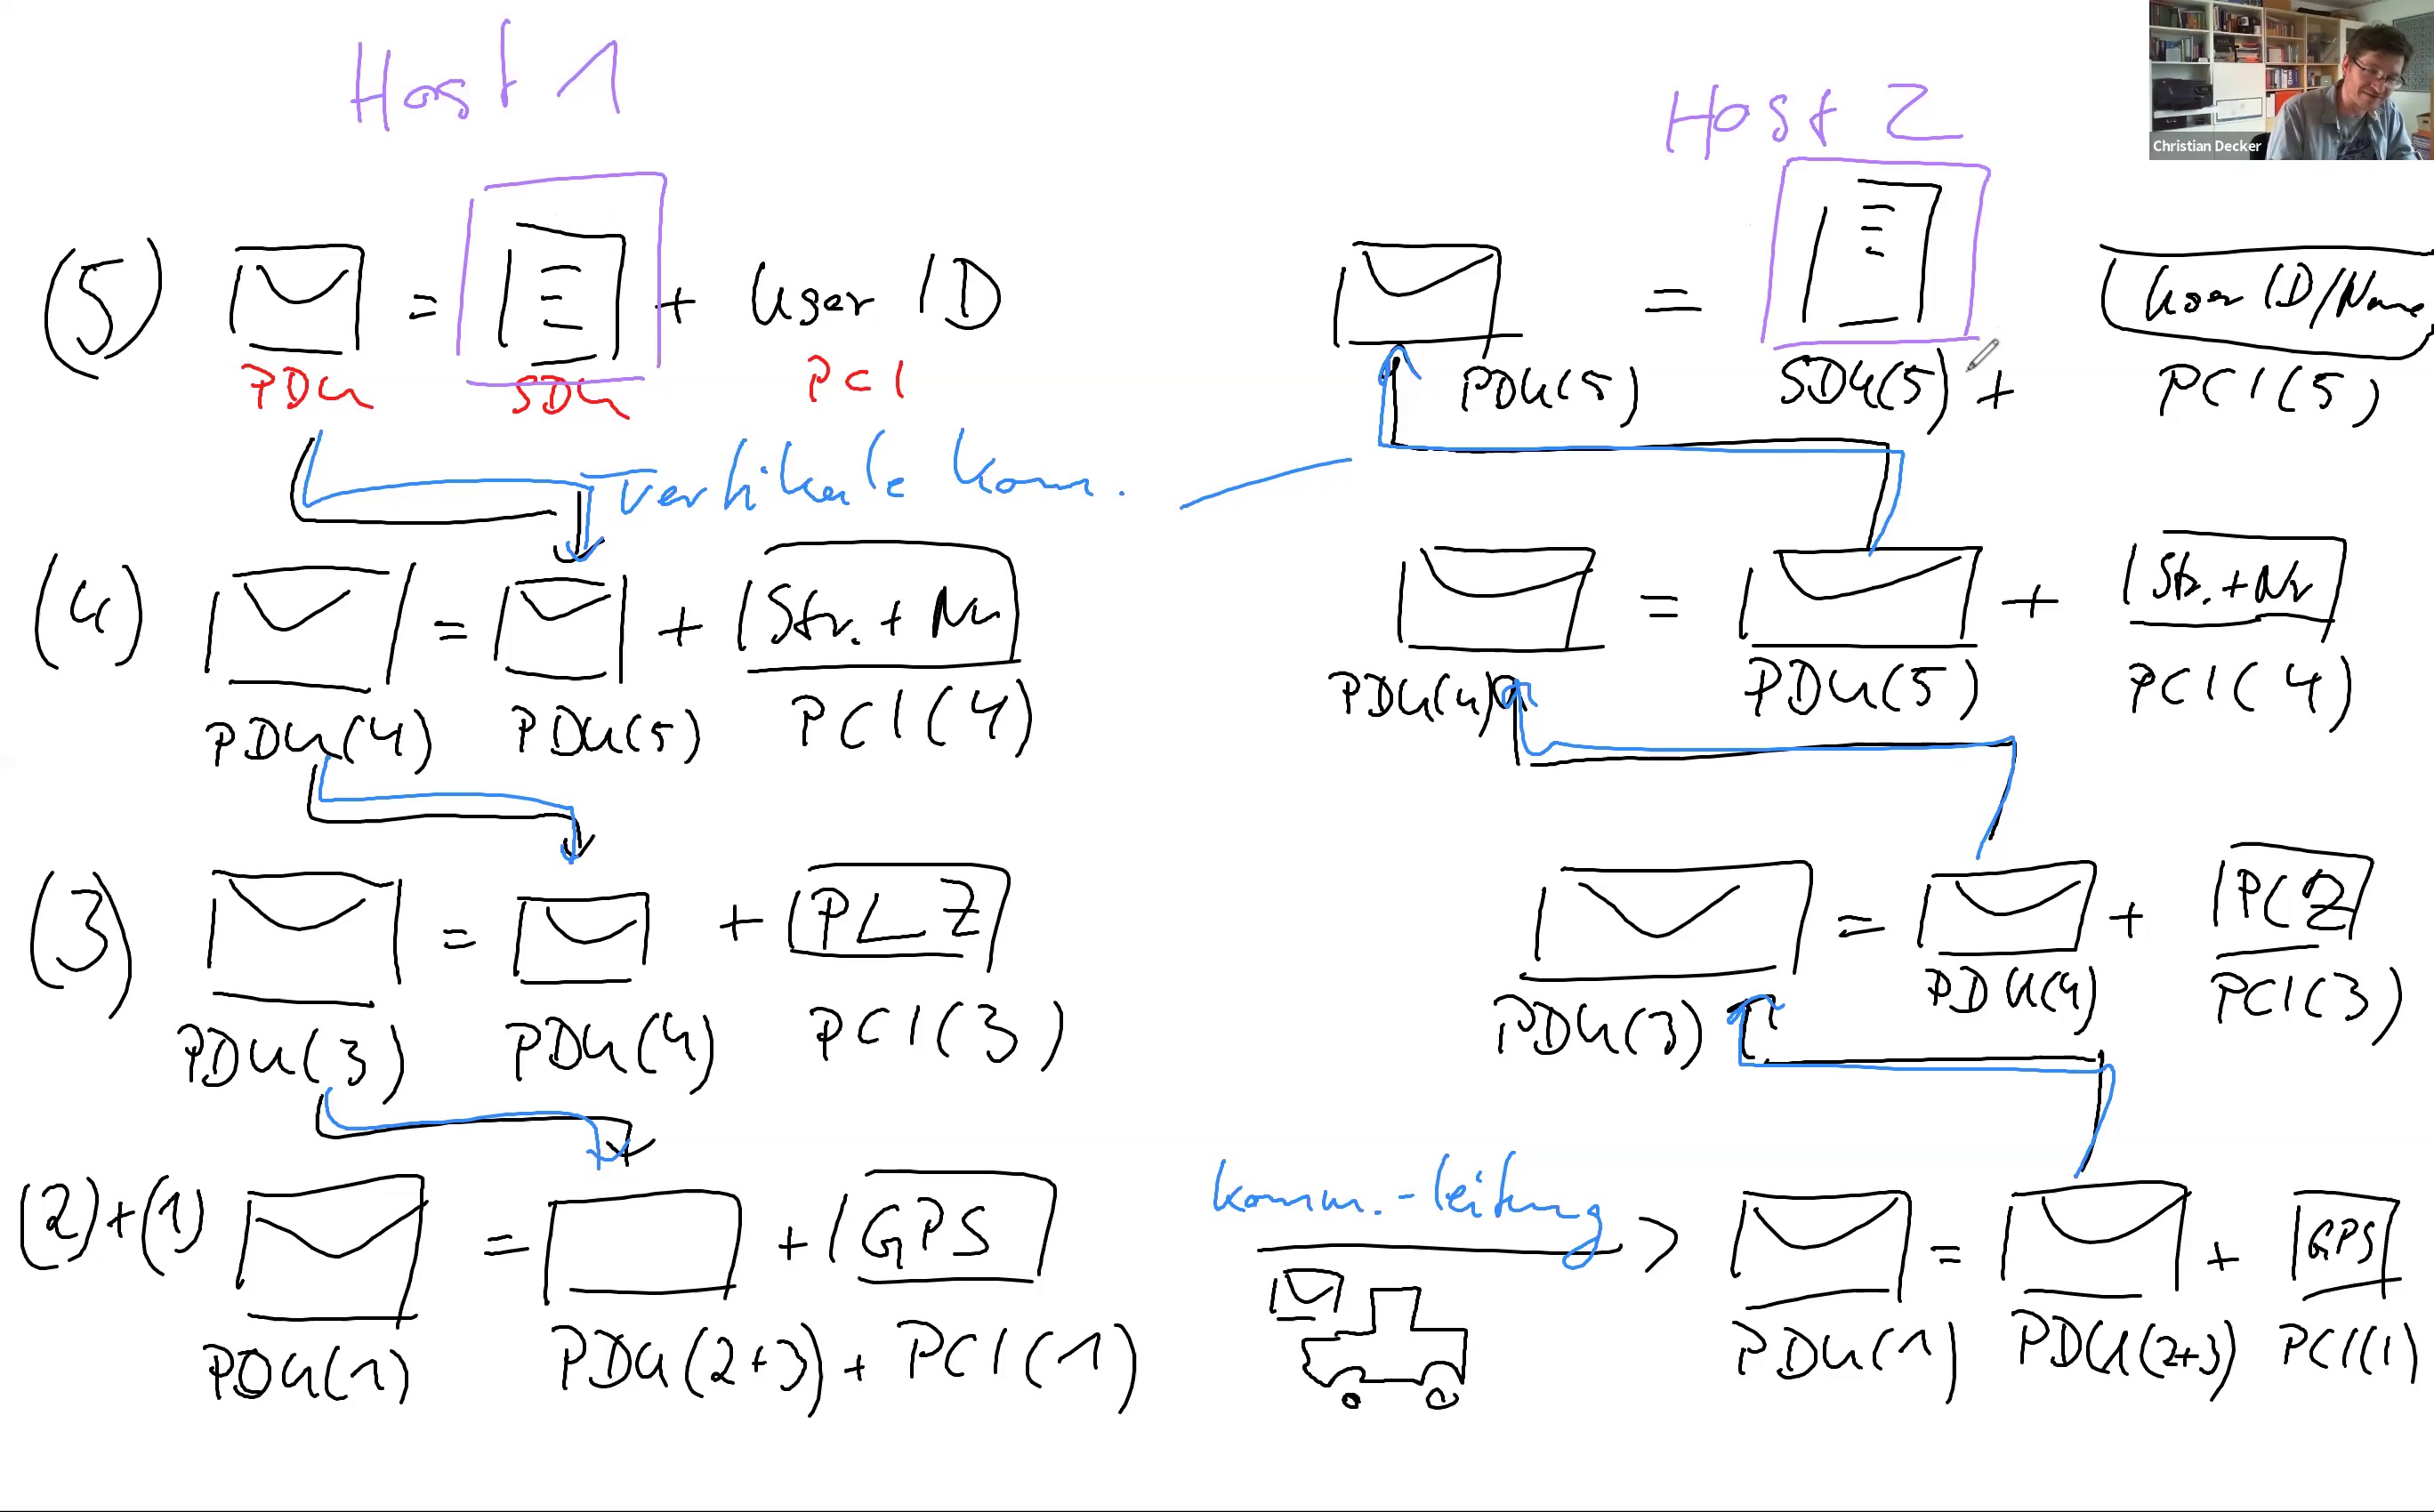 Host 1
Host 2
Christian Decker
(5) = + User ID
PDU SDU PCI
= User ID/Name
PDU(5) SDU(5) + PCI(5)
Vertikale Komm.
(4) = + Str. + Nr
PDU(4) PDU(5) PCI(4)
= + Str. + Nr
PDU(4) PDU(5) PCI(4)
(3) = + PLZ
PDU(3) PDU(4) PCI(3)
= + PLZ
PDU(3) PDU(4) PCI(3)
(2)+(1) = + GPS
PDU(1) PDU(2+3) + PCI(1)
Komm.-leitung
= + GPS
PDU(1) PDU(2+3) PCI(1)